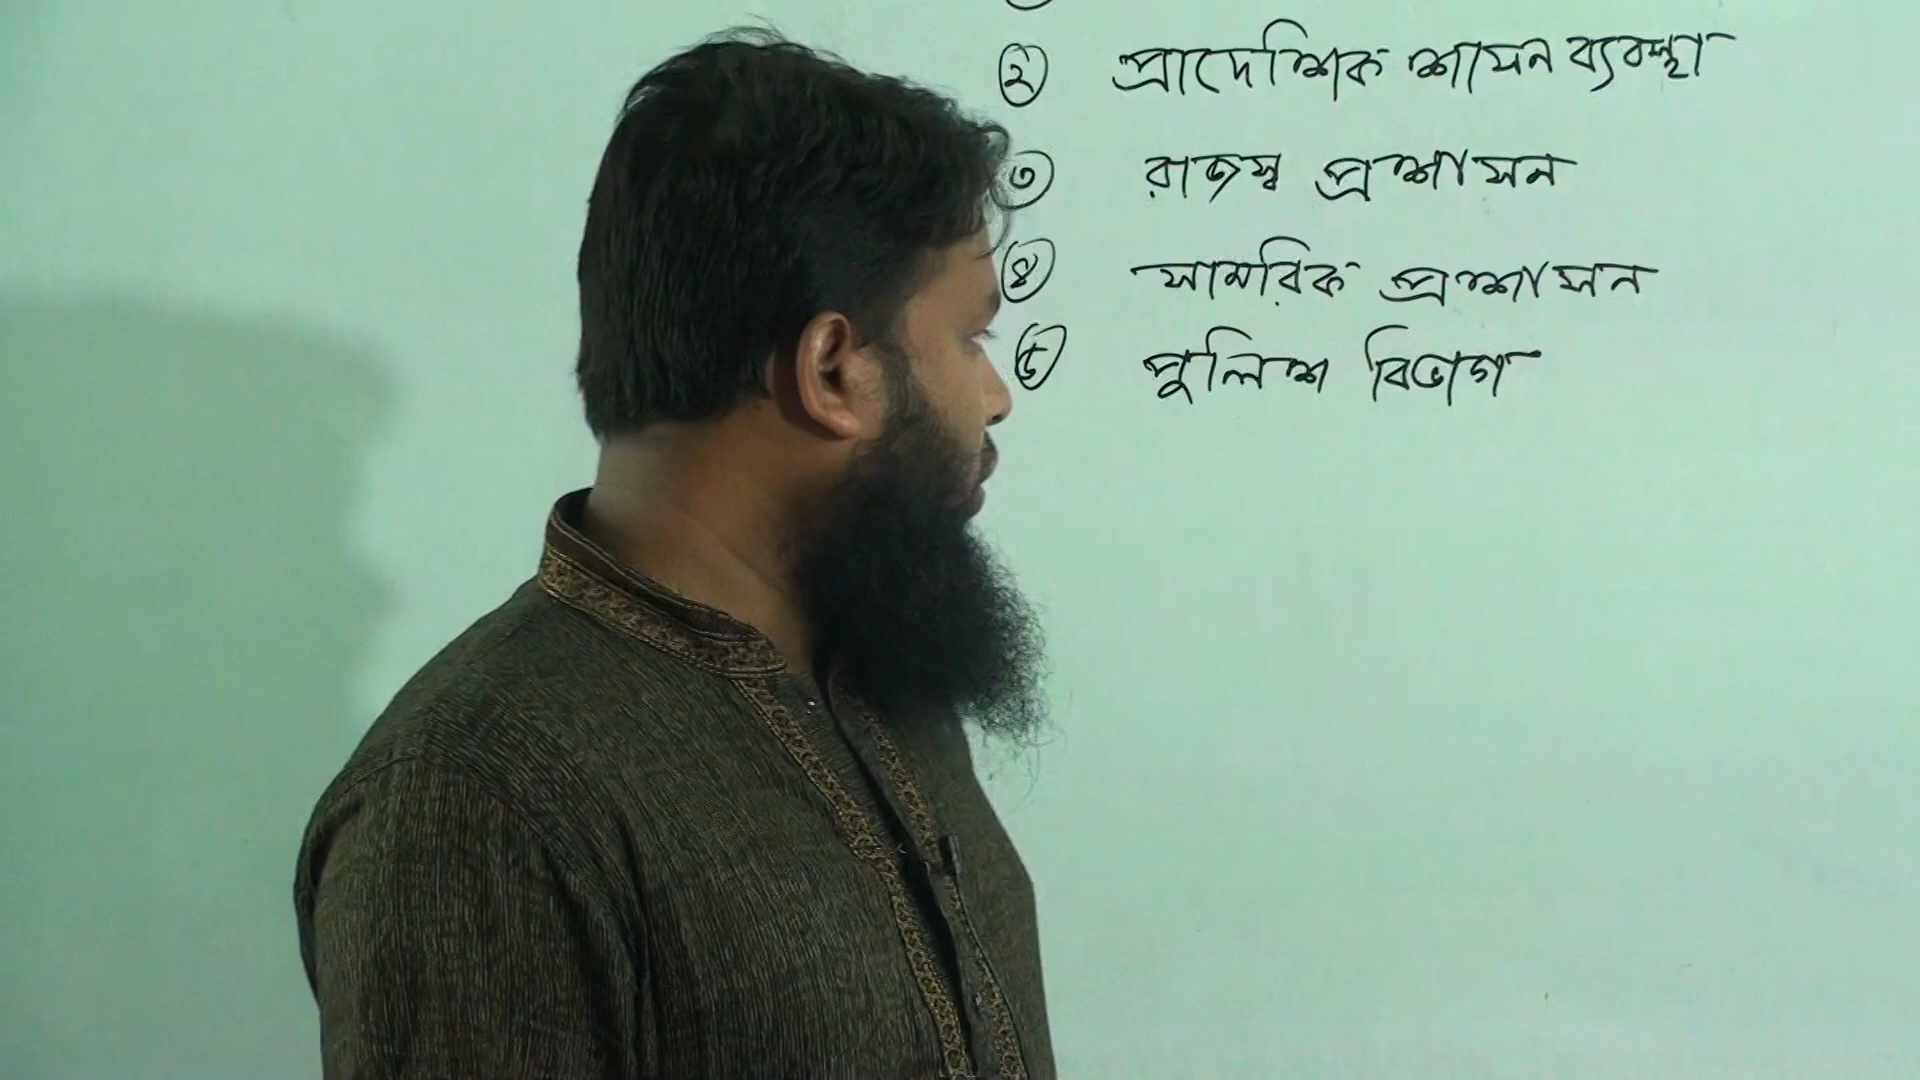 ২ প্রাদেশিক শাসন ব্যবস্থা
৩ রাজস্ব প্রশাসন
৪ সামরিক প্রশাসন
৫ পুলিশ বিভাগ